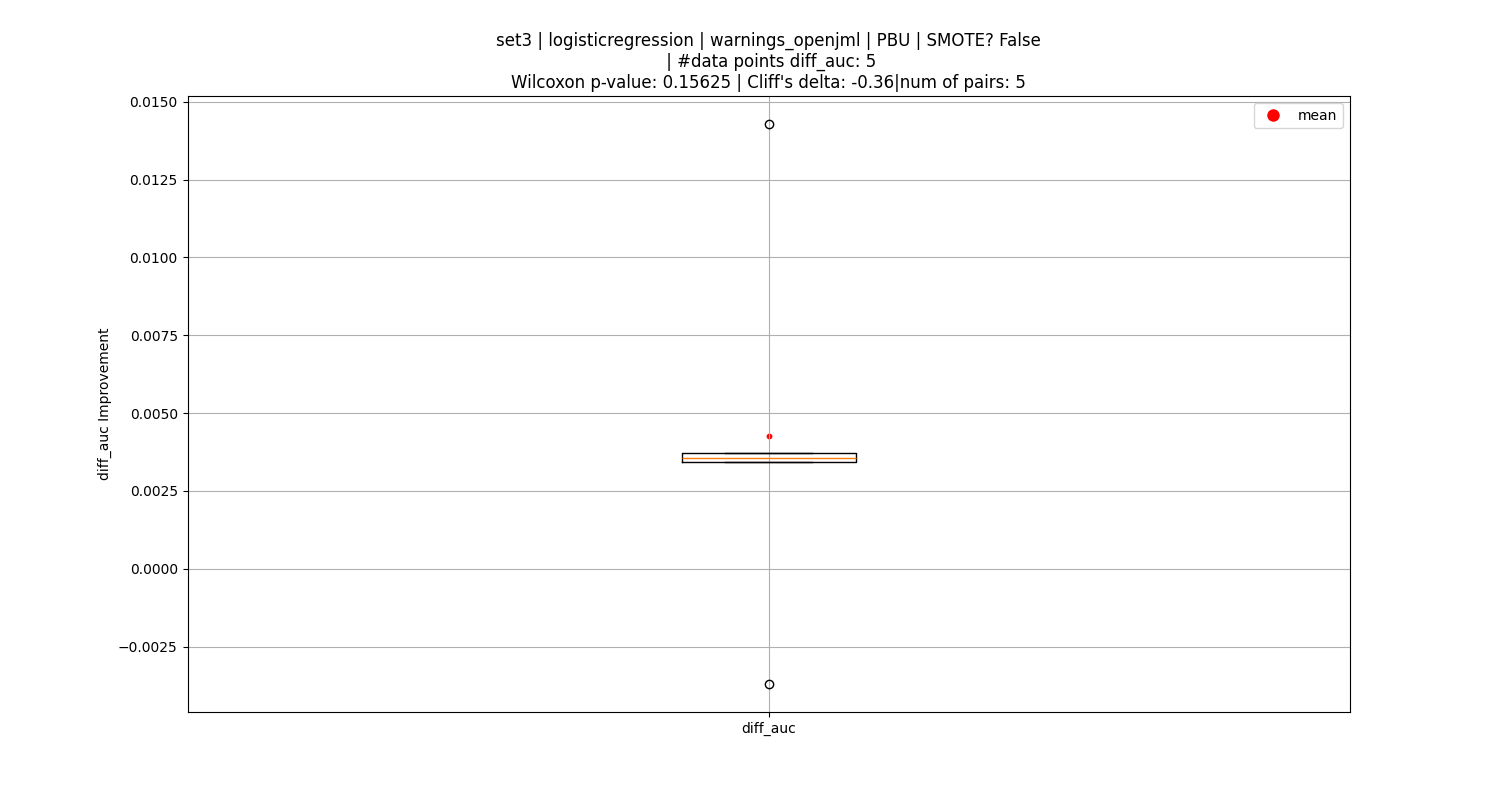 set3 | logisticregression | warnings_openjml | PBU | SMOTE? False
| #data points diff_auc: 5
Wilcoxon p-value: 0.15625 | Cliff's delta: -0.36|num of pairs: 5
mean
0.0150
0.0125
0.0100
0.0075
0.0050
0.0025
0.0000
−0.0025
diff_auc Improvement
diff_auc